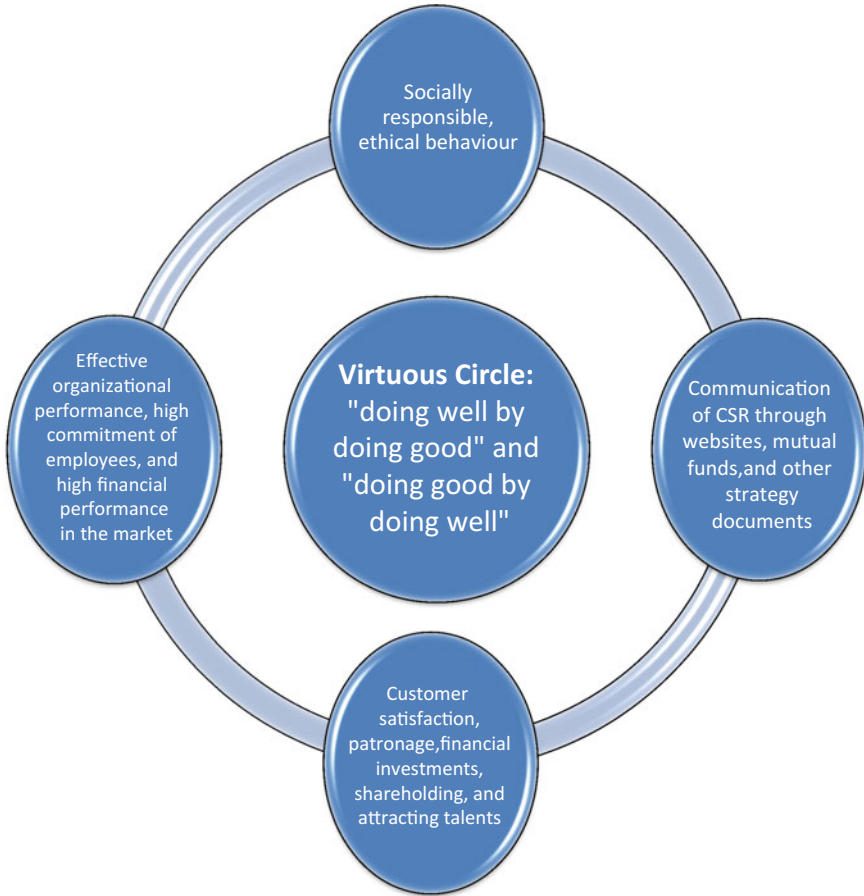 Socially
responsible,
ethical behaviour
Effective
organizational
performance, high
commitment of
employees, and
high financial
performance
in the market
Virtuous Circle:
"doing well by
doing good" and
"doing good by
doing well"
Communication
of CSR through
websites, mutual
funds,and other
strategy
documents
Customer
satisfaction,
patronage,financial
investments,
shareholding, and
attracting talents